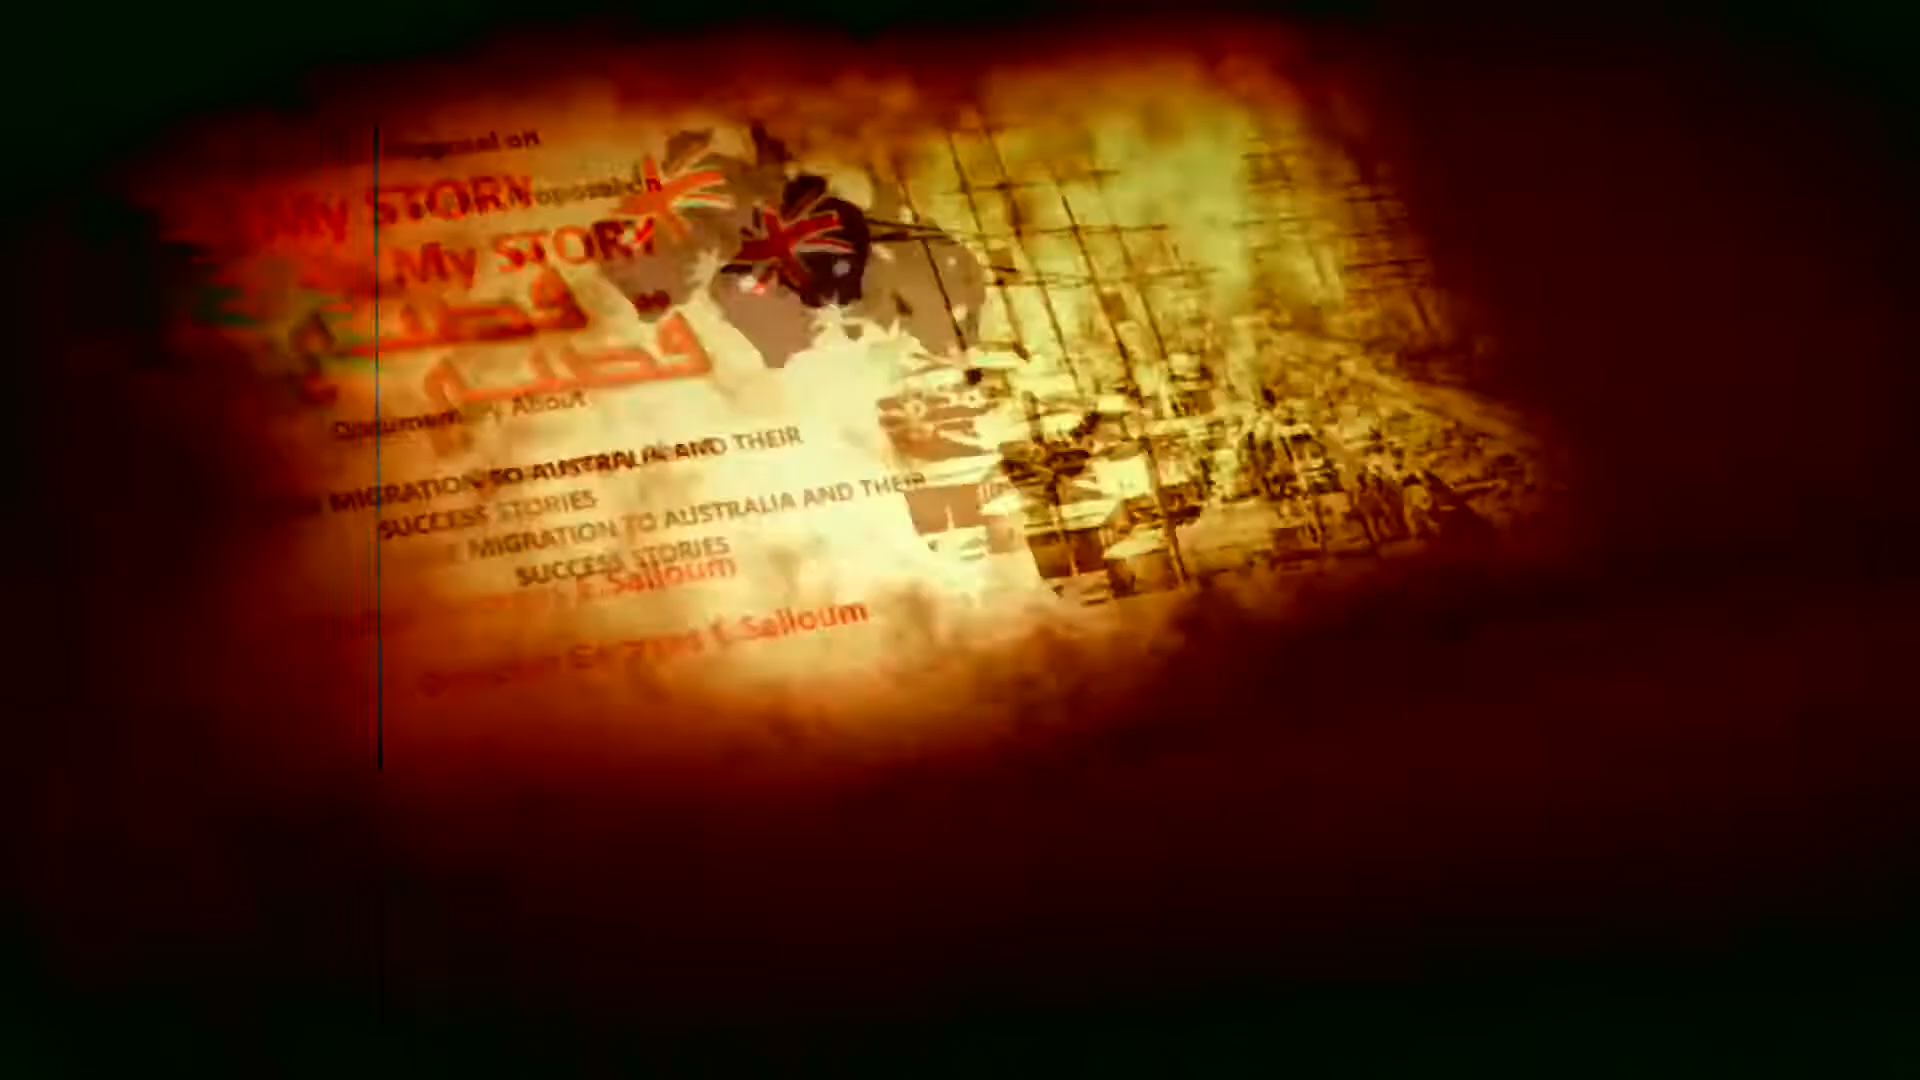 My STORY
Proposal on
My STORY
قصتي
قصتي
Documentary About
MIGRATION TO AUSTRALIA AND THEIR
SUCCESS STORIES
MIGRATION TO AUSTRALIA AND THEIR
SUCCESS STORIES
E.Salloum
Salloum